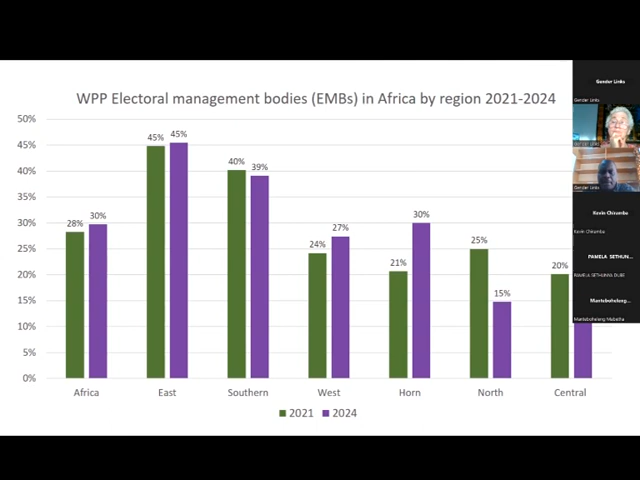 WPP Electoral management bodies (EMBs) in Africa by region 2021-2024
50%
45%
40%
35%
30%
25%
20%
15%
10%
5%
0%
28% 30%
45% 45%
40% 39%
24% 27%
21% 30%
25% 15%
20%
Africa East Southern West Horn North Central
2021 2024
Gender Links
Gender Links
Gender Links
Kevin Chiramba
Kevin Chiramba
PAMELA SETHUN...
PAMELA SETHUNYA DUBE
Mantebuheleng...
Mantebuheleng Mabetha